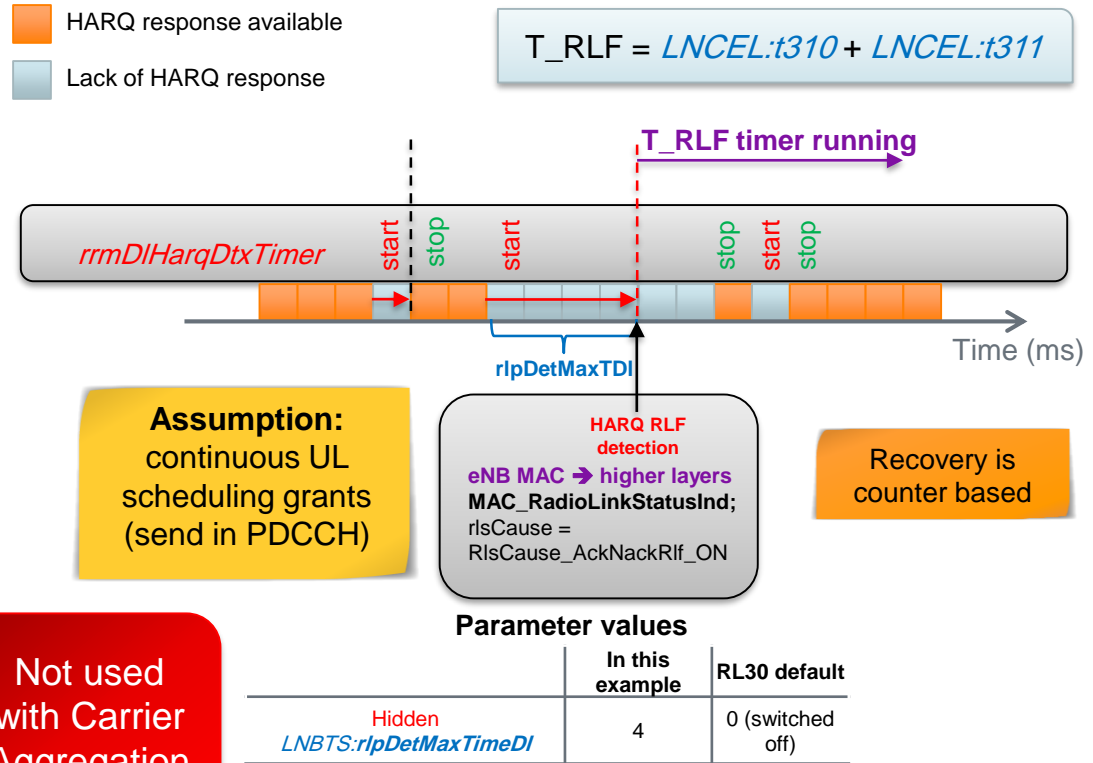 HARQ response available
Lack of HARQ response
T_RLF = LNCEL:t310 + LNCEL:t311
T_RLF timer running
rrmDlHarqDtxTimer
start
stop
start
stop
start
stop
Time (ms)
rlpDetMaxTDl
Assumption:
continuous UL
scheduling grants
(send in PDCCH)
HARQ RLF
detection
eNB MAC ➔ higher layers
MAC_RadioLinkStatusInd;
rlsCause =
RlsCause_AckNackRlf_ON
Recovery is
counter based
Parameter values
In this
example
RL30 default
Hidden
LNBTS:rlpDetMaxTimeDl
4
0 (switched
off)
Not used
with Carrier
Aggregation